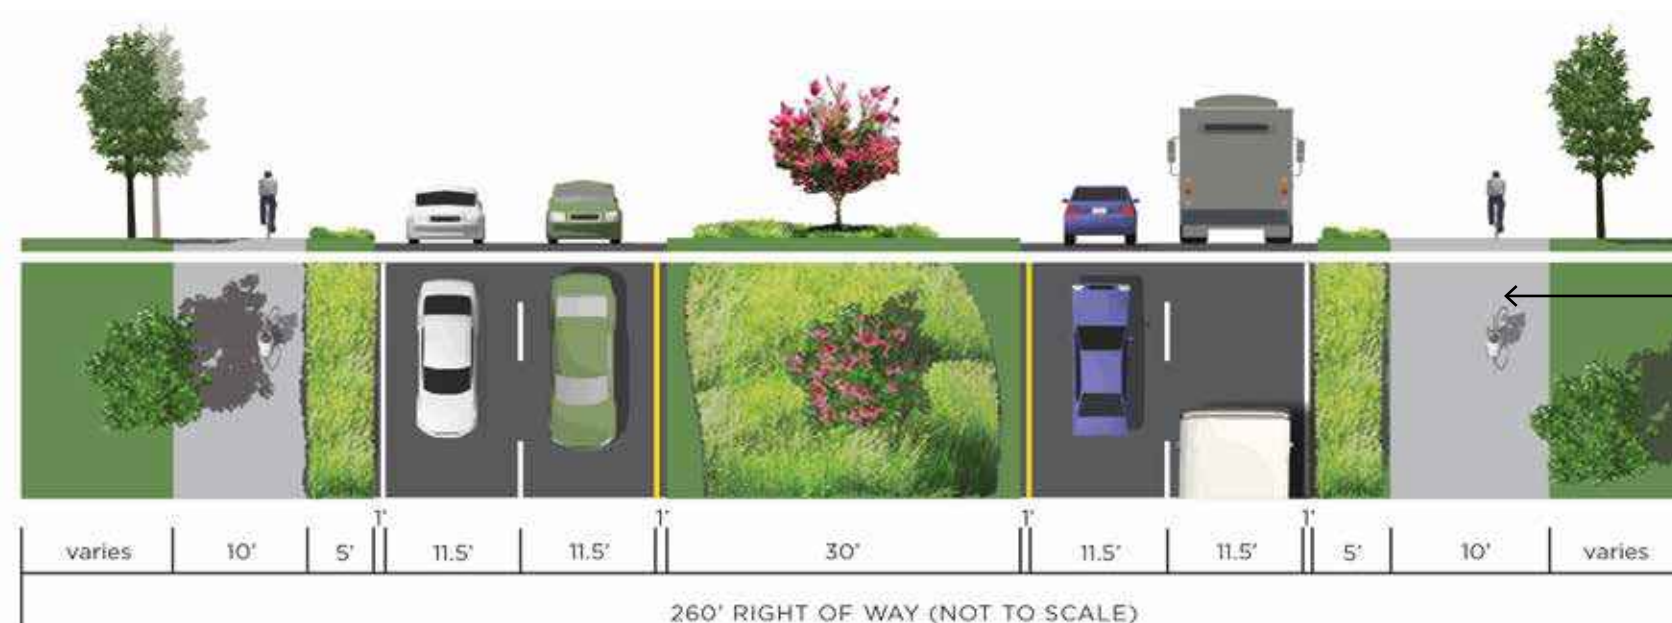 1' 1' 1' 1'
varies 10' 5' 11.5' 11.5' 30' 11.5' 11.5' 5' 10' varies
260' RIGHT OF WAY (NOT TO SCALE)